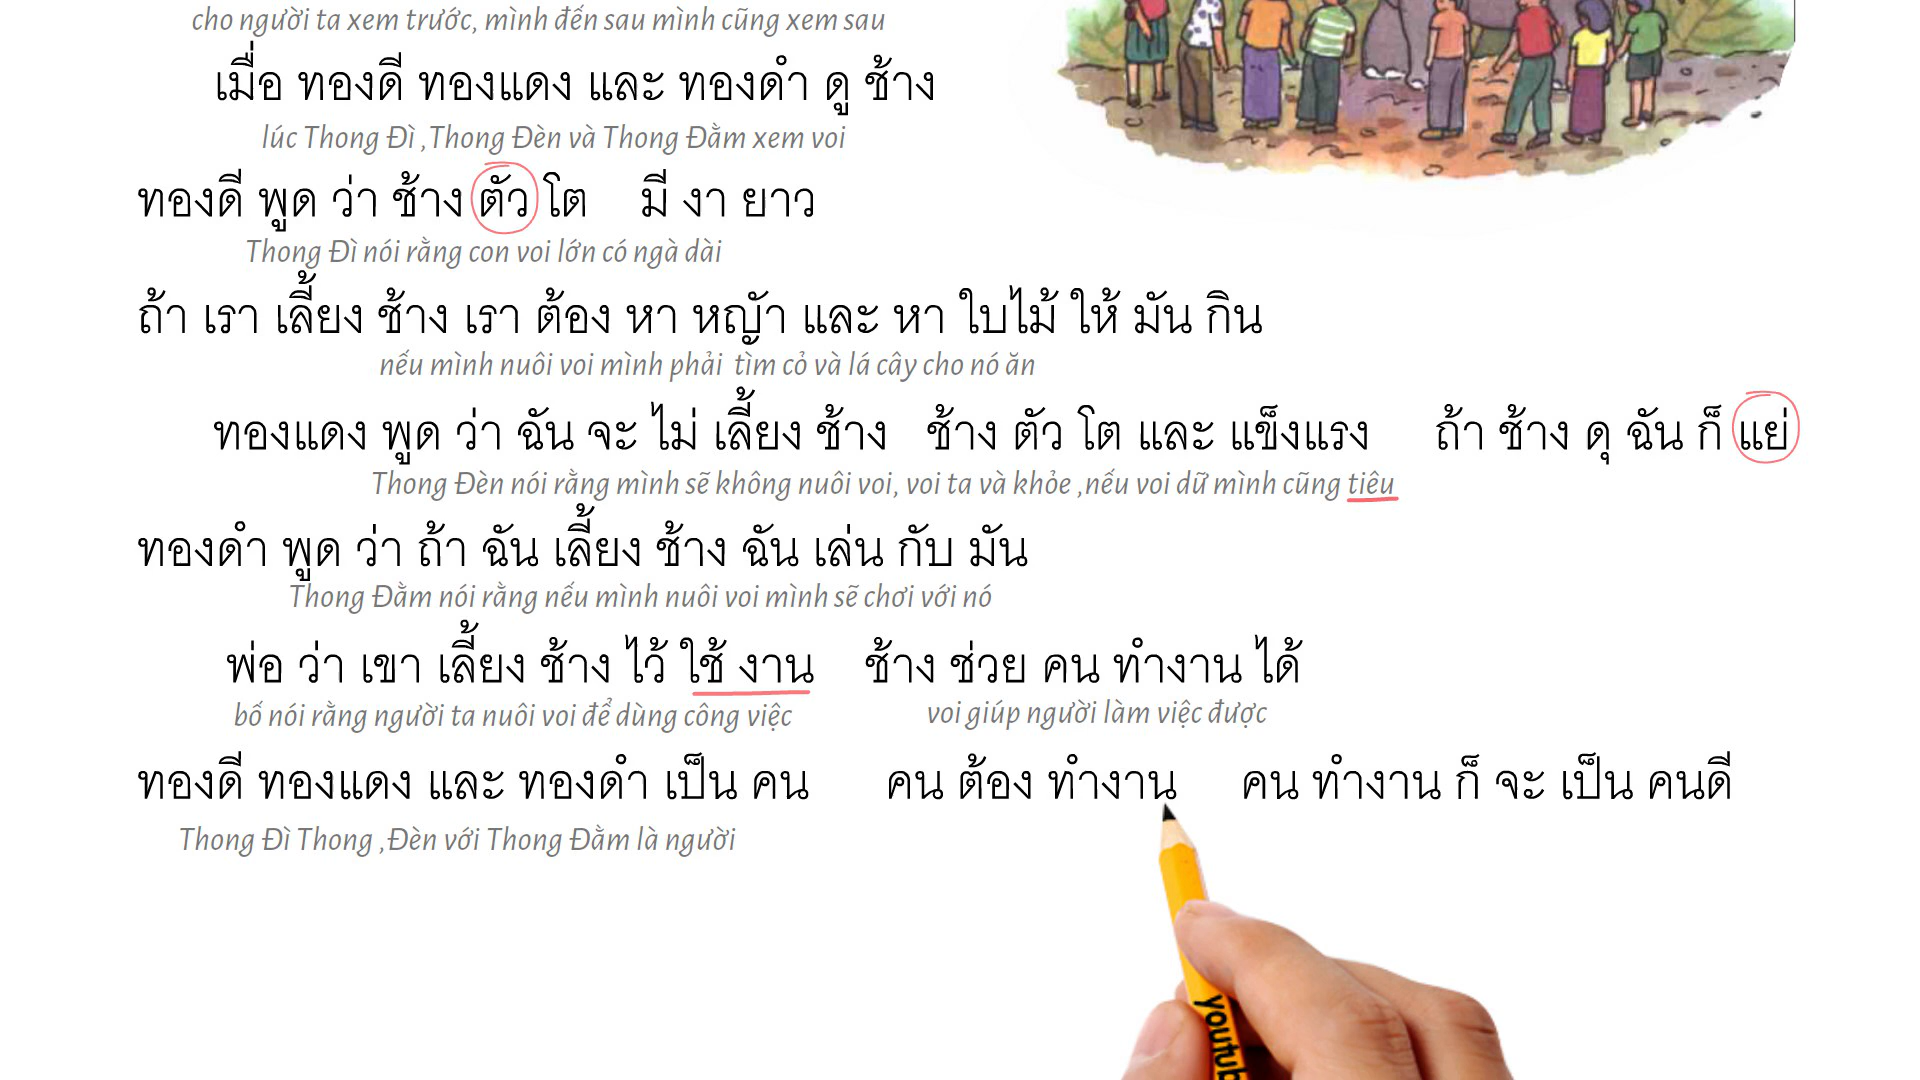 cho người ta xem trước, mình đến sau mình cũng xem sau
เมื่อ ทองดี ทองแดง และ ทองดำ ดู ช้าง
lúc Thong Đì ,Thong Đèn và Thong Đằm xem voi
ทองดี พูด ว่า ช้าง ตัว โต มี งา ยาว
Thong Đì nói rằng con voi lớn có ngà dài
ถ้า เรา เลี้ยง ช้าง เรา ต้อง หา หญัา และ หา ใบไม้ ให้ มัน กิน
nếu mình nuôi voi mình phải tìm cỏ và lá cây cho nó ăn
ทองแดง พูด ว่า ฉัน จะ ไม่ เลี้ยง ช้าง ช้าง ตัว โต และ แข็งแรง ถ้า ช้าง ดุ ฉัน ก็ แย่
Thong Đèn nói rằng mình sẽ không nuôi voi, voi ta và khỏe ,nếu voi dữ mình cũng tiêu
ทองดำ พูด ว่า ถ้า ฉัน เลี้ยง ช้าง ฉัน เล่น กับ มัน
Thong Đằm nói rằng nếu mình nuôi voi mình sẽ chơi với nó
พ่อ ว่า เขา เลี้ยง ช้าง ไว้ ใช้ งาน ช้าง ช่วย คน ทำงาน ได้
bố nói rằng người ta nuôi voi để dùng công việc voi giúp người làm việc được
ทองดี ทองแดง และ ทองดำ เป็น คน คน ต้อง ทำงาน คน ทำงาน ก็ จะ เป็น คนดี
Thong Đì Thong ,Đèn với Thong Đằm là người
youtub